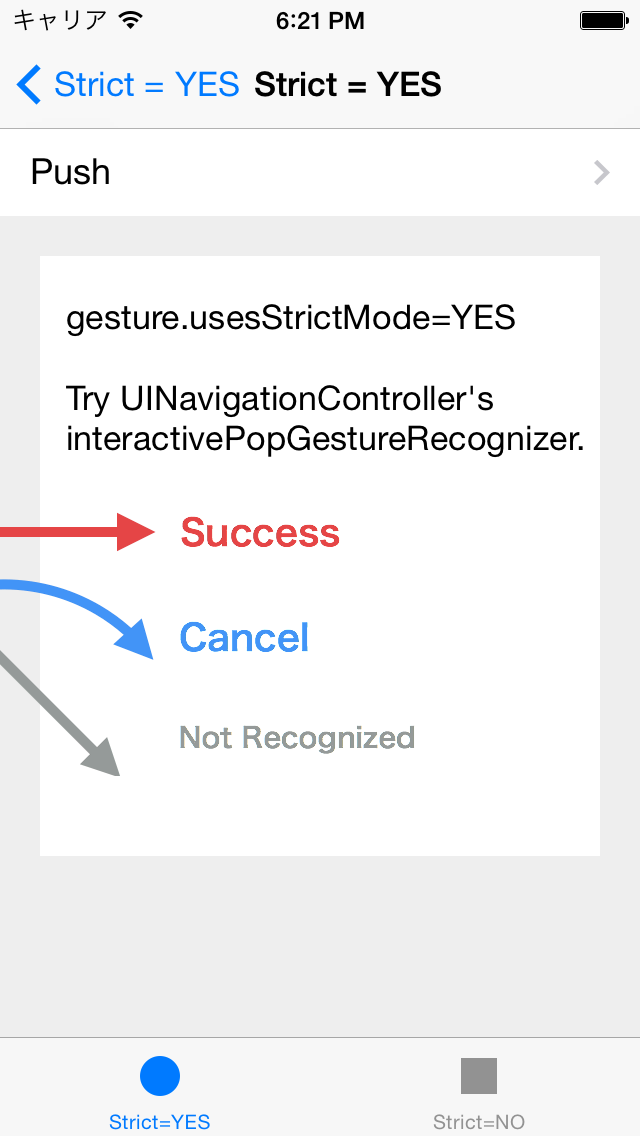 キャリア 6:21 PM
Strict = YES Strict = YES
Push
gesture.usesStrictMode=YES
Try UINavigationController's
interactivePopGestureRecognizer.
Success
Cancel
Not Recognized
Strict=YES Strict=NO